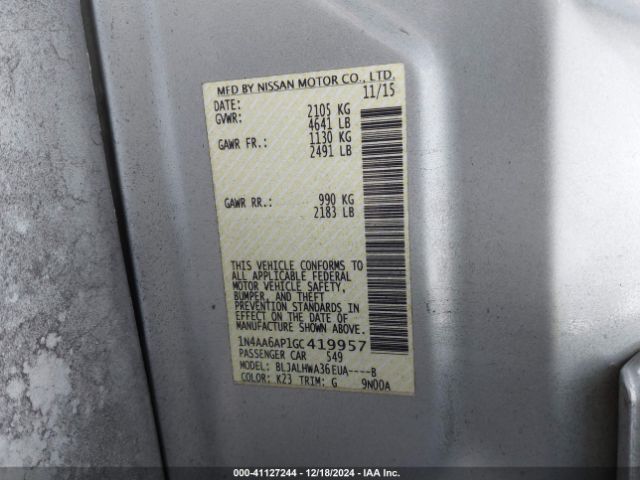 MFD BY NISSAN MOTOR CO., LTD.
DATE: 11/15
GVWR: 2105 KG
4641 LB
GAWR FR.: 1130 KG
2491 LB
GAWR RR.: 990 KG
2183 LB
THIS VEHICLE CONFORMS TO
ALL APPLICABLE FEDERAL
MOTOR VEHICLE SAFETY,
BUMPER, AND THEFT
PREVENTION STANDARDS IN
EFFECT ON THE DATE OF
MANUFACTURE SHOWN ABOVE.
1N4AA6AP1GC419957
PASSENGER CAR 549
MODEL: BLJALHWA36EUA----B
COLOR: K23 TRIM: G 9N00A
000-41127244 | 12/18/2024 - IAA Inc.